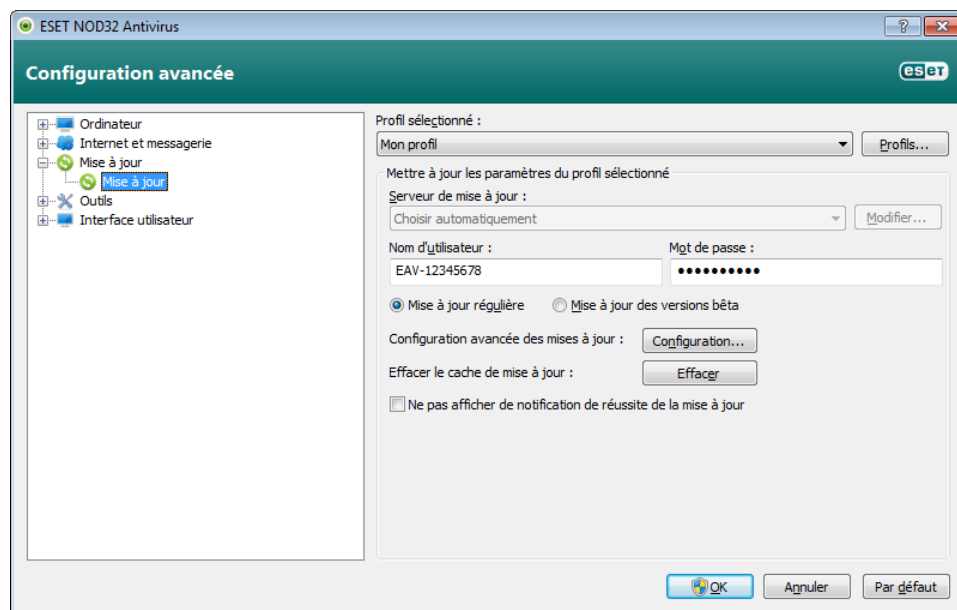 ESET NOD32 Antivirus
Configuration avancée
eseT
Ordinateur
Internet et messagerie
Mise à jour
Mise à jour
Outils
Interface utilisateur
Profil sélectionné :
Mon profil
Profils...
Mettre à jour les paramètres du profil sélectionné
Serveur de mise à jour :
Choisir automatiquement
Modifier...
Nom d'utilisateur :
Mot de passe :
EAV-12345678
••••••••••
Mise à jour régulière
Mise à jour des versions bêta
Configuration avancée des mises à jour :
Configuration...
Effacer le cache de mise à jour :
Effacer
Ne pas afficher de notification de réussite de la mise à jour
OK
Annuler
Par défaut